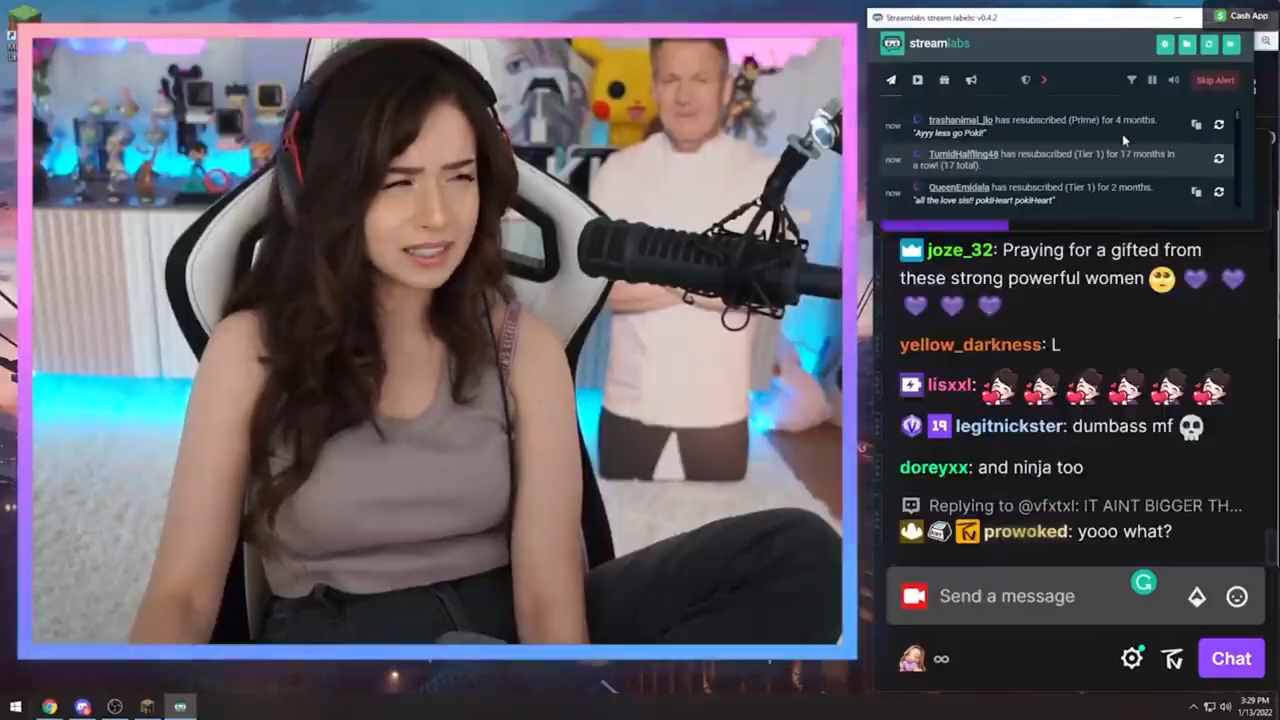 Streamlabs stream labels: v0.4.2
Cash App
streamlabs
Skip Alert
now
trashanimal_jlo has resubscribed (Prime) for 4 months.
"Ayyy less go Poki!"
now
TumidHalfling48 has resubscribed (Tier 1) for 17 months in
a row! (17 total).
now
QueenEmidala has resubscribed (Tier 1) for 2 months.
"all the love sis!! pokiHeart pokiHeart"
joze_32: Praying for a gifted from
these strong powerful women
yellow_darkness: L
lisxxl:
19 legitnickster: dumbass mf
doreyxx: and ninja too
Replying to @vfxtxl: IT AINT BIGGER TH...
prowoked: yooo what?
Send a message
∞
Chat
3:29 PM
1/13/2022